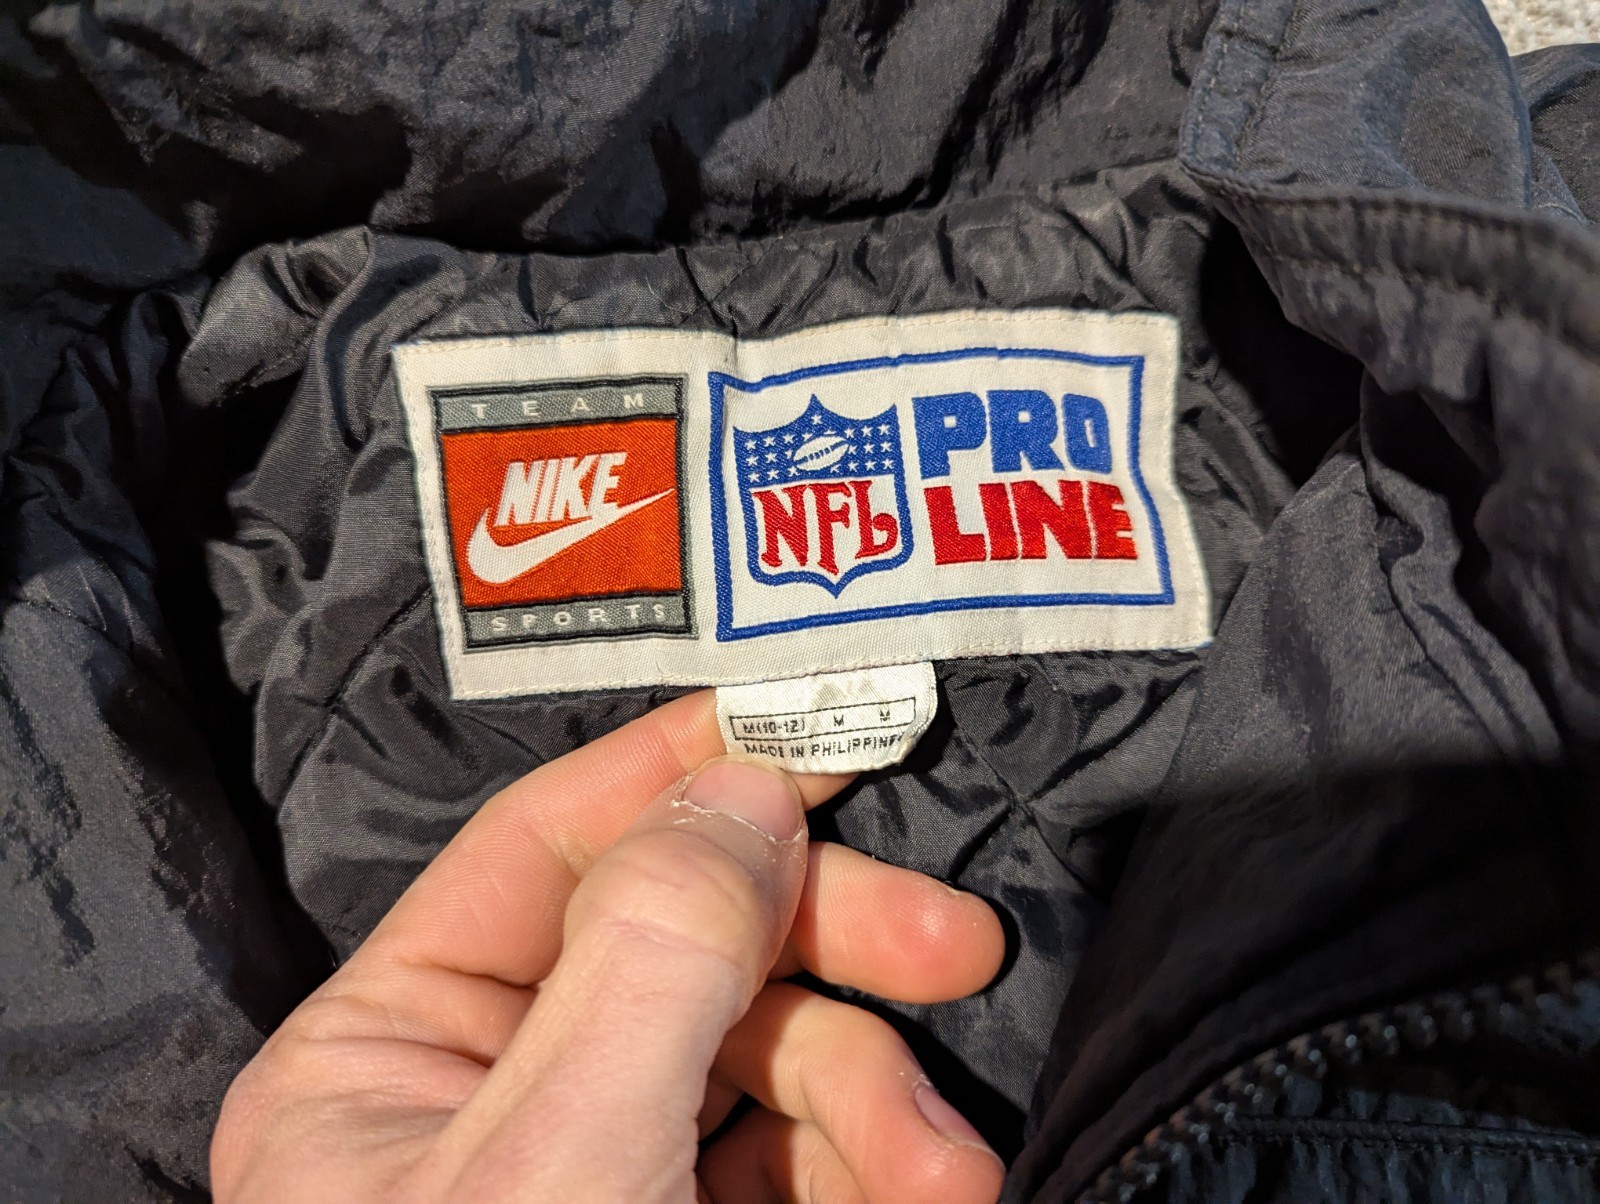 TEAM
NIKE
SPORTS
NFL
PRO
LINE
M(10-12) M M
MADE IN PHILIPPINES